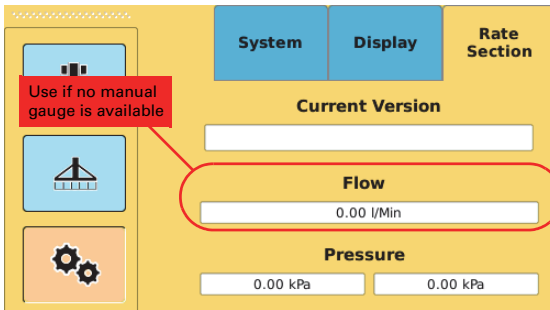 System
Display
Rate
Section
Use if no manual
gauge is available
Current Version
Flow
0.00 l/Min
Pressure
0.00 kPa
0.00 kPa